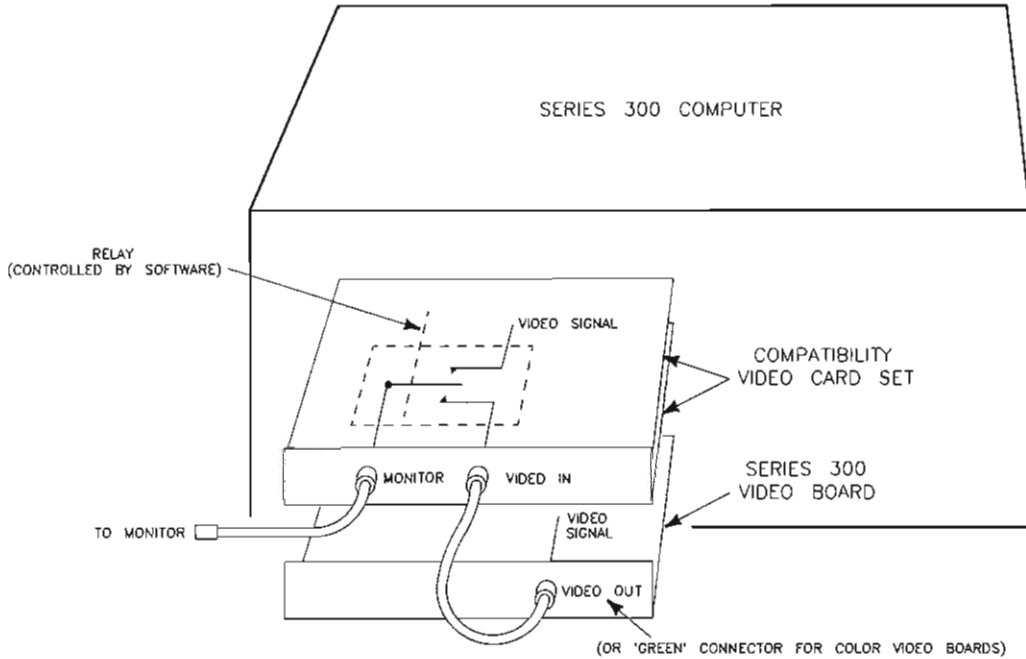 SERIES 300 COMPUTER
RELAY
(CONTROLLED BY SOFTWARE)
VIDEO SIGNAL
COMPATIBILITY
VIDEO CARD SET
MONITOR
VIDEO IN
SERIES 300
VIDEO BOARD
TO MONITOR
VIDEO
SIGNAL
VIDEO OUT
(OR 'GREEN' CONNECTOR FOR COLOR VIDEO BOARDS)